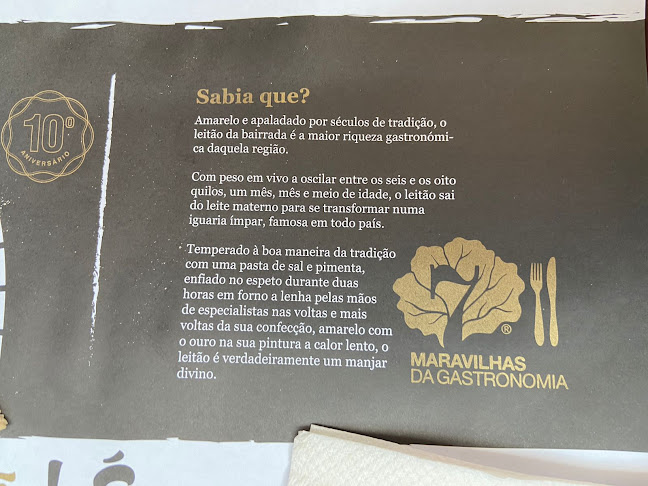 10º
ANIVERSÁRIO
Sabia que?
Amarelo e apaladado por séculos de tradição, o
leitão da bairrada é a maior riqueza gastronómi-
ca daquela região.
Com peso em vivo a oscilar entre os seis e os oito
quilos, um mês, mês e meio de idade, o leitão sai
do leite materno para se transformar numa
iguaria ímpar, famosa em todo país.
Temperado à boa maneira da tradição
com uma pasta de sal e pimenta,
enfiado no espeto durante duas
horas em forno a lenha pelas mãos
de especialistas nas voltas e mais
voltas da sua confecção, amarelo com
o ouro na sua pintura a calor lento, o
leitão é verdadeiramente um manjar
divino.
7
®
MARAVILHAS
DA GASTRONOMIA